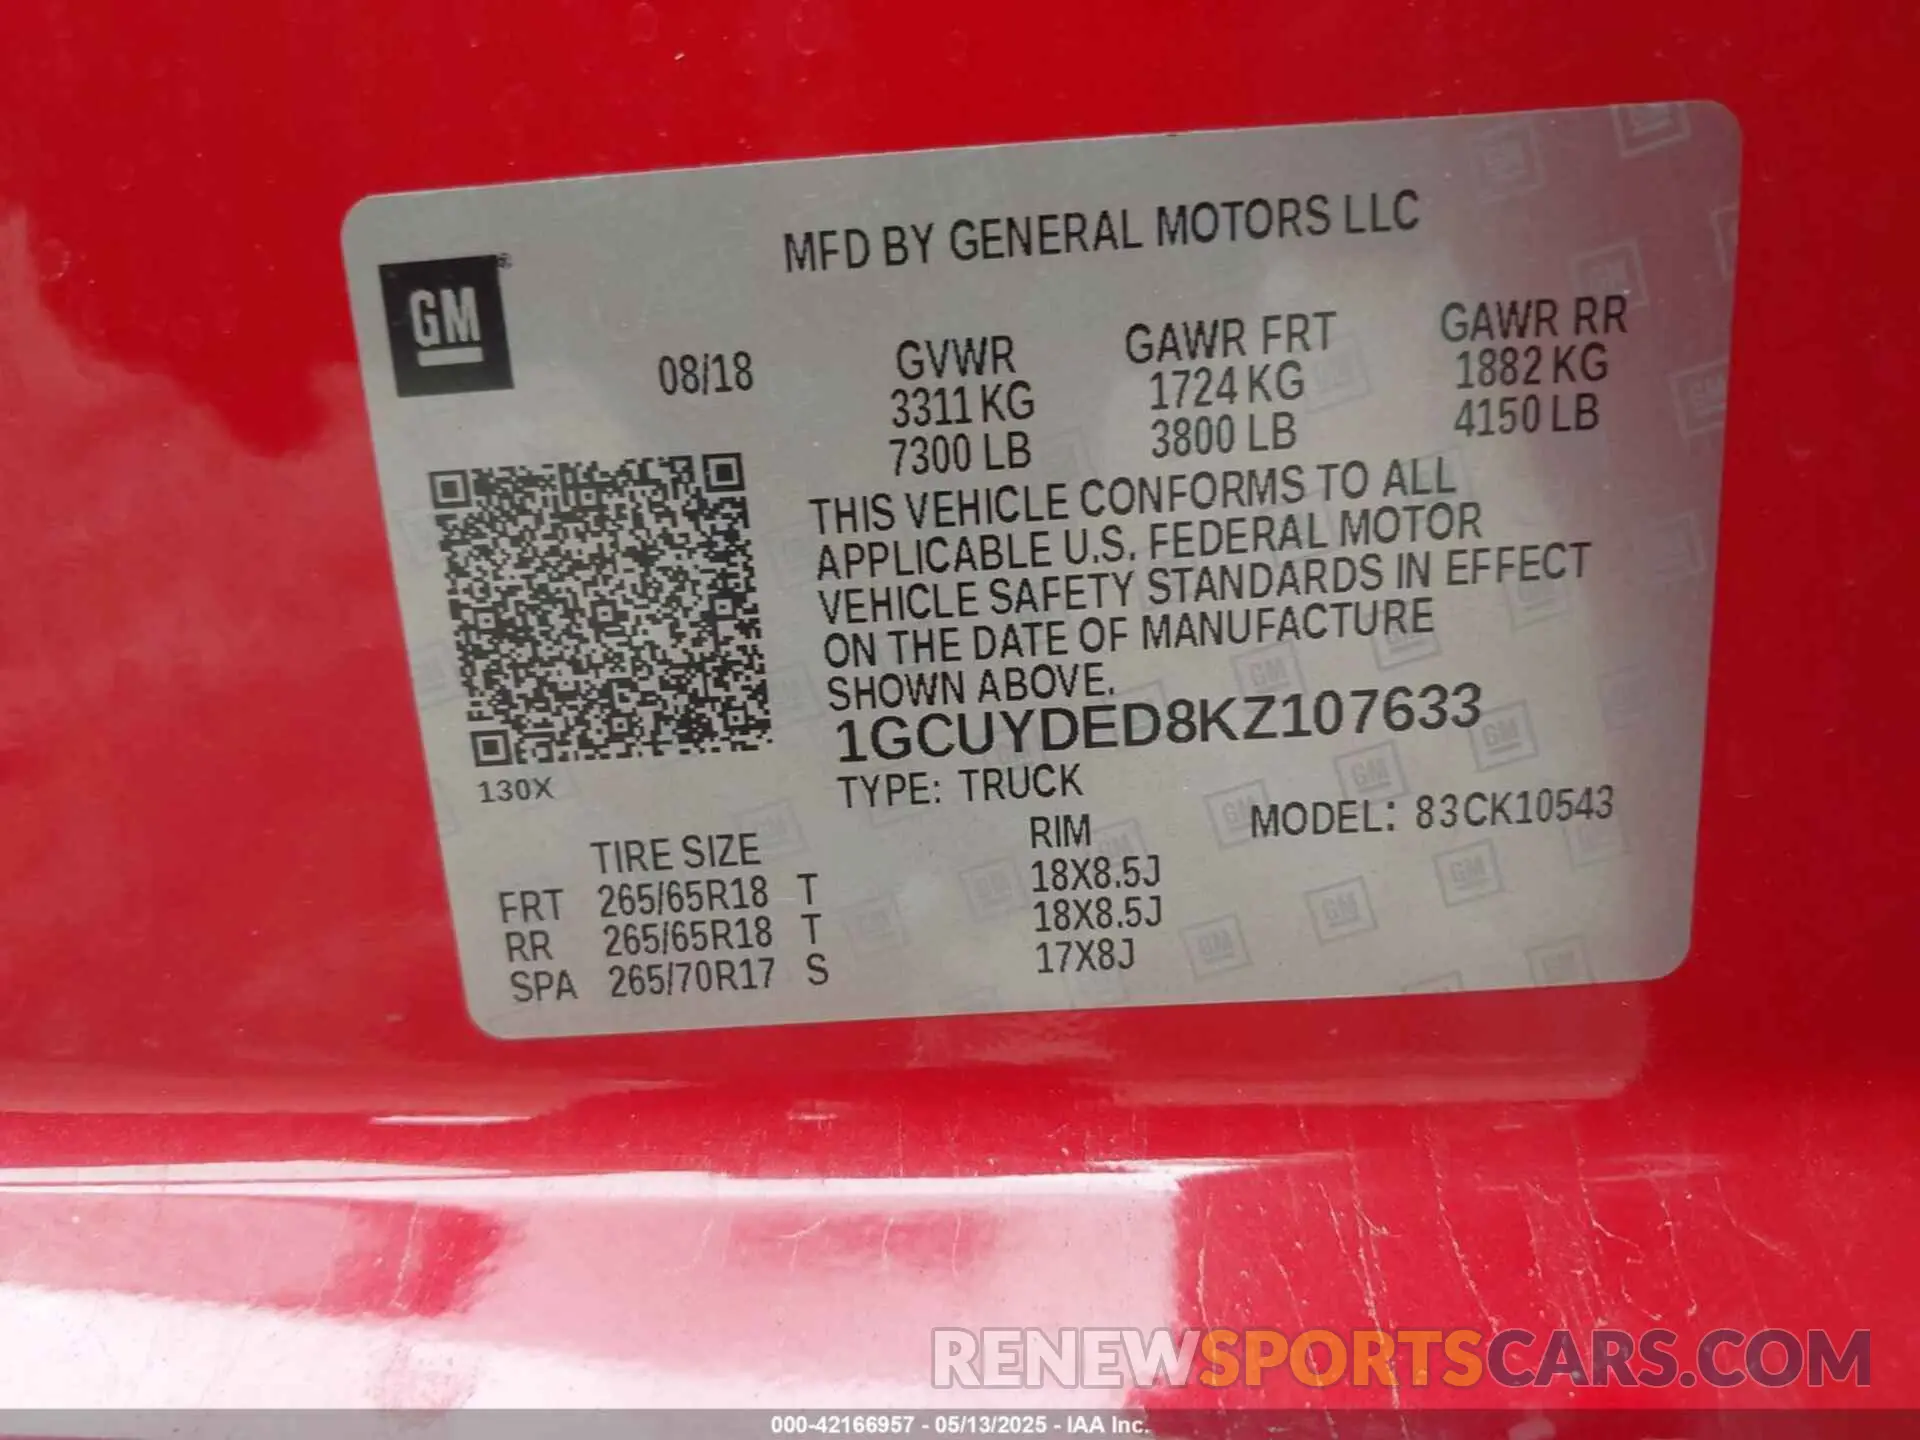 MFD BY GENERAL MOTORS LLC
GM ®
08/18
GVWR
3311 KG
7300 LB
GAWR FRT
1724 KG
3800 LB
GAWR RR
1882 KG
4150 LB
THIS VEHICLE CONFORMS TO ALL
APPLICABLE U.S. FEDERAL MOTOR
VEHICLE SAFETY STANDARDS IN EFFECT
ON THE DATE OF MANUFACTURE
SHOWN ABOVE.
1GCUYDED8KZ107633
130X
TYPE: TRUCK
MODEL: 83CK10543
TIRE SIZE RIM
FRT 265/65R18 T 18X8.5J
RR 265/65R18 T 18X8.5J
SPA 265/70R17 S 17X8J
RENEWSPORTSCARS.COM
000-42166957 - 05/13/2025 - IAA Inc.